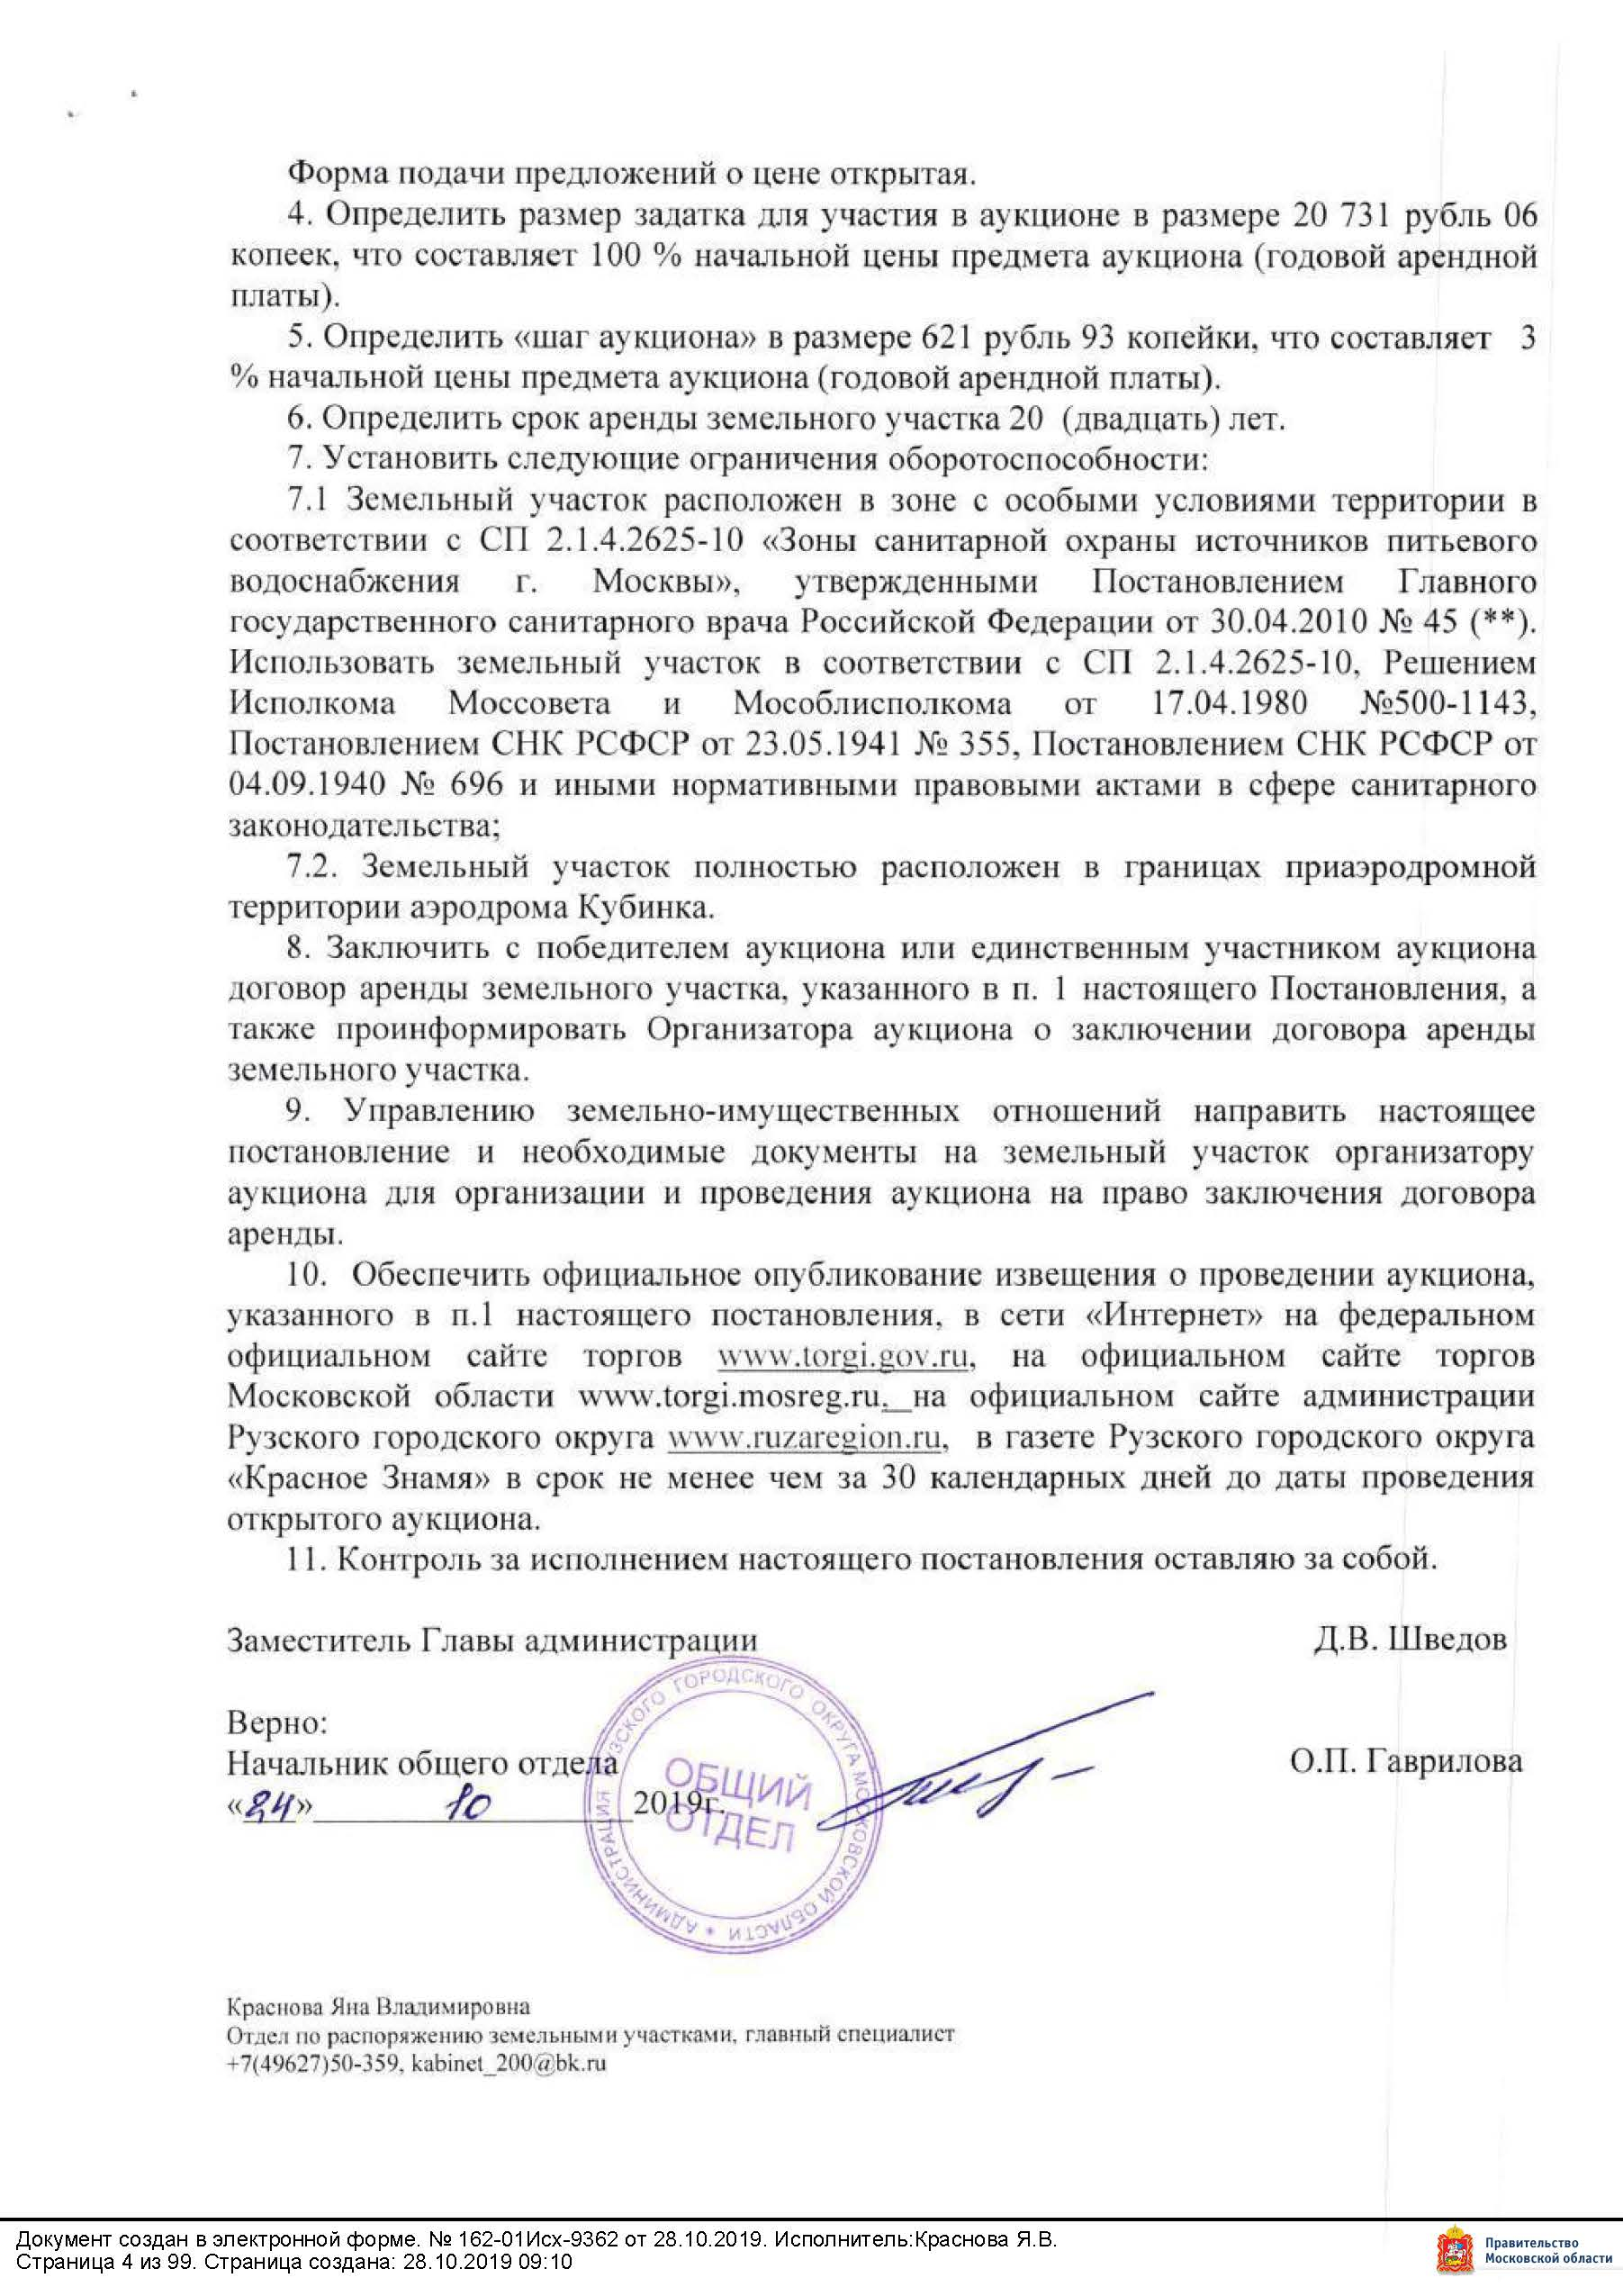 Форма подачи предложений о цене открытая.
4. Определить размер задатка для участия в аукционе в размере 20 731 рубль 06
копеек, что составляет 100 % начальной цены предмета аукциона (годовой арендной
платы).
5. Определить «шаг аукциона» в размере 621 рубль 93 копейки, что составляет 3
% начальной цены предмета аукциона (годовой арендной платы).
6. Определить срок аренды земельного участка 20 (двадцать) лет.
7. Установить следующие ограничения оборотоспособности:
7.1 Земельный участок расположен в зоне с особыми условиями территории в
соответствии с СП 2.1.4.2625-10 «Зоны санитарной охраны источников питьевого
водоснабжения г. Москвы», утвержденными Постановлением Главного
государственного санитарного врача Российской Федерации от 30.04.2010 № 45 (**).
Использовать земельный участок в соответствии с СП 2.1.4.2625-10, Решением
Исполкома Моссовета и Мособлисполкома от 17.04.1980 №500-1143,
Постановлением СНК РСФСР от 23.05.1941 № 355, Постановлением СНК РСФСР от
04.09.1940 № 696 и иными нормативными правовыми актами в сфере санитарного
законодательства;
7.2. Земельный участок полностью расположен в границах приаэродромной
территории аэродрома Кубинка.
8. Заключить с победителем аукциона или единственным участником аукциона
договор аренды земельного участка, указанного в п. 1 настоящего Постановления, а
также проинформировать Организатора аукциона о заключении договора аренды
земельного участка.
9. Управлению земельно-имущественных отношений направить настоящее
постановление и необходимые документы на земельный участок организатору
аукциона для организации и проведения аукциона на право заключения договора
аренды.
10. Обеспечить официальное опубликование извещения о проведении аукциона,
указанного в п.1 настоящего постановления, в сети «Интернет» на федеральном
официальном сайте торгов www.torgi.gov.ru, на официальном сайте торгов
Московской области www.torgi.mosreg.ru, на официальном сайте администрации
Рузского городского округа www.ruzaregion.ru, в газете Рузского городского округа
«Красное Знамя» в срок не менее чем за 30 календарных дней до даты проведения
открытого аукциона.
11. Контроль за исполнением настоящего постановления оставляю за собой.
Заместитель Главы администрации Д.В. Шведов
Верно:
Начальник общего отдела О.П. Гаврилова
«24» 10 2019г.
АДМИНИСТРАЦИЯ РУЗСКОГО ГОРОДСКОГО ОКРУГА МОСКОВСКОЙ ОБЛАСТИ *
ОБЩИЙ
ОТДЕЛ
Краснова Яна Владимировна
Отдел по распоряжению земельными участками, главный специалист
+7(49627)50-359, kabinet_200@bk.ru
Документ создан в электронной форме. № 162-01Исх-9362 от 28.10.2019. Исполнитель:Краснова Я.В.
Страница 4 из 99. Страница создана: 28.10.2019 09:10
Правительство
Московской области